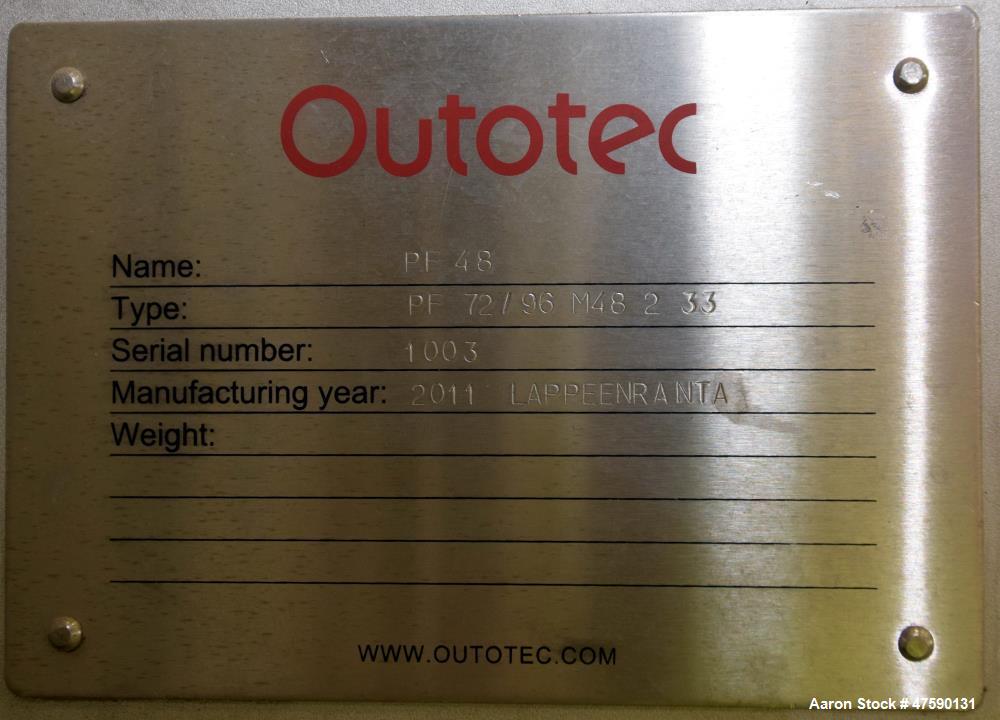 Outotec
Name: PF 48
Type: PF 72/96 M48 2 33
Serial number: 1003
Manufacturing year: 2011 LAPPEENRANTA
Weight:
WWW.OUTOTEC.COM
Aaron Stock # 47590131